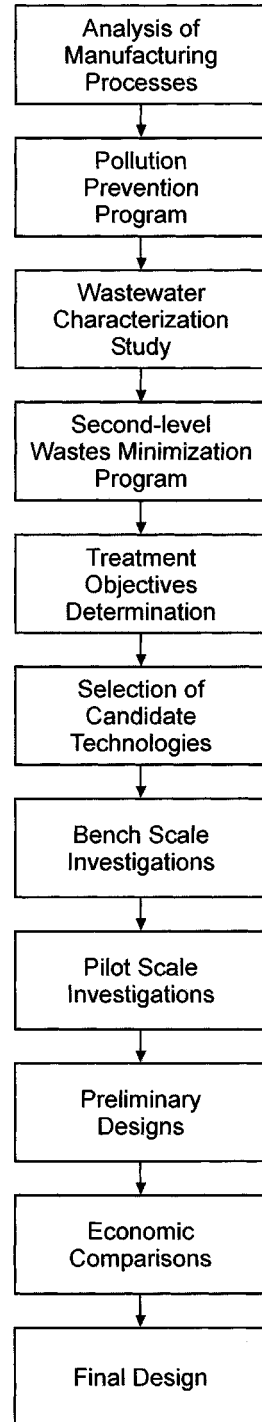 Analysis of
Manufacturing
Processes
Pollution
Prevention
Program
Wastewater
Characterization
Study
Second-level
Wastes Minimization
Program
Treatment
Objectives
Determination
Selection of
Candidate
Technologies
Bench Scale
Investigations
Pilot Scale
Investigations
Preliminary
Designs
Economic
Comparisons
Final Design